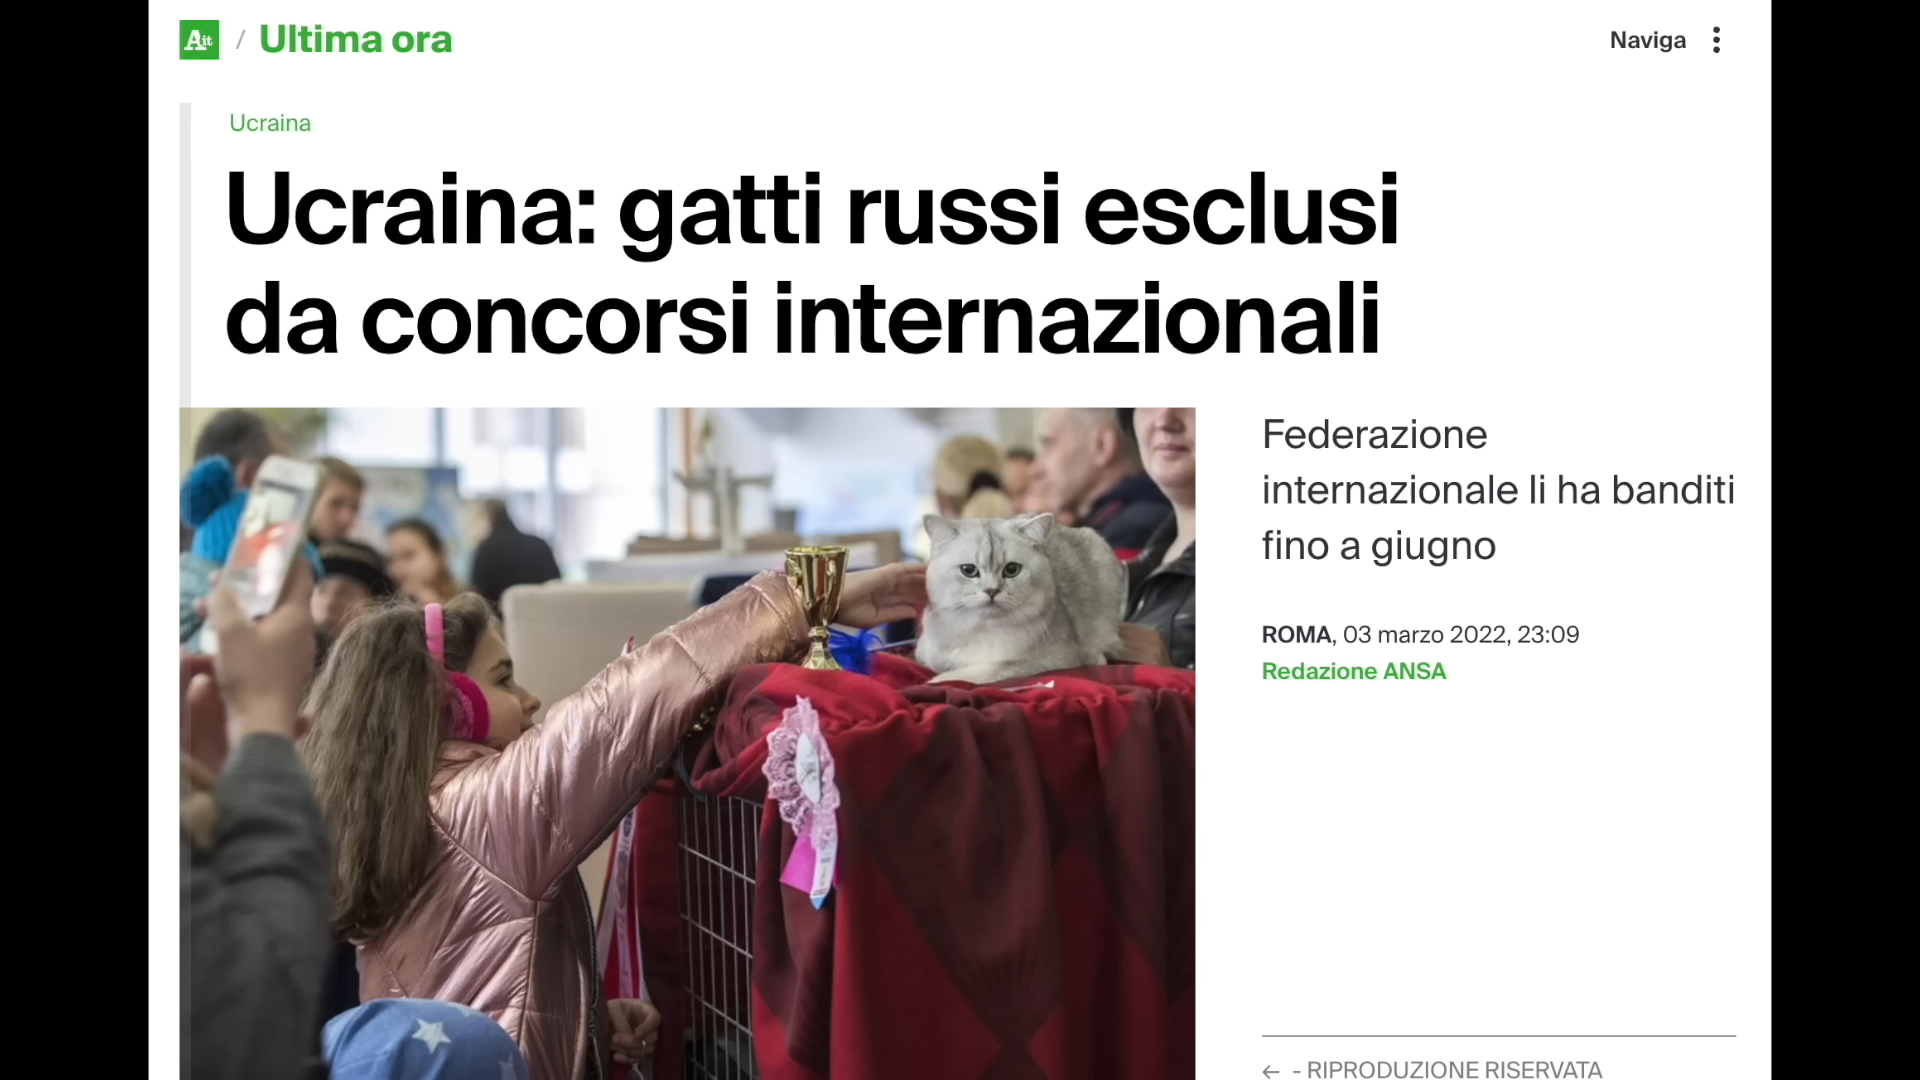 Ait / Ultima ora
Naviga
Ucraina
Ucraina: gatti russi esclusi
da concorsi internazionali
Federazione
internazionale li ha banditi
fino a giugno
ROMA, 03 marzo 2022, 23:09
Redazione ANSA
← - RIPRODUZIONE RISERVATA